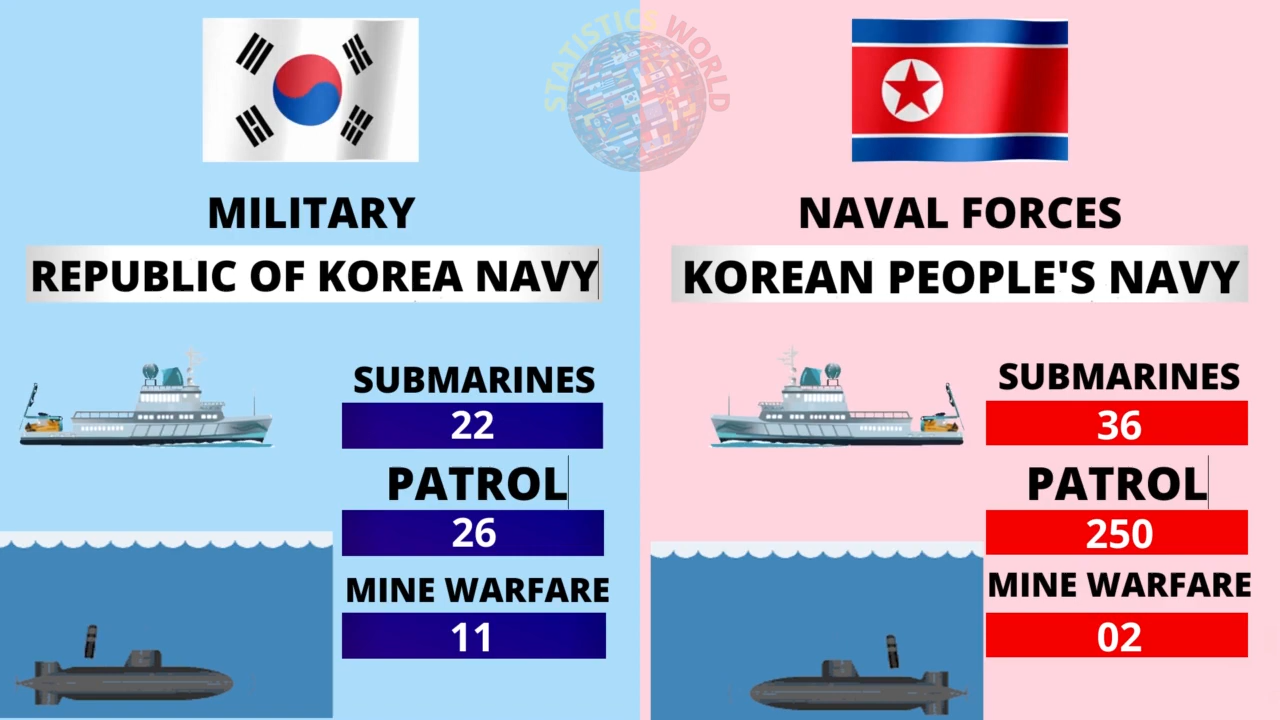 STATISTICS WORLD
MILITARY
REPUBLIC OF KOREA NAVY
SUBMARINES
22
PATROL
26
MINE WARFARE
11
NAVAL FORCES
KOREAN PEOPLE'S NAVY
SUBMARINES
36
PATROL
250
MINE WARFARE
02